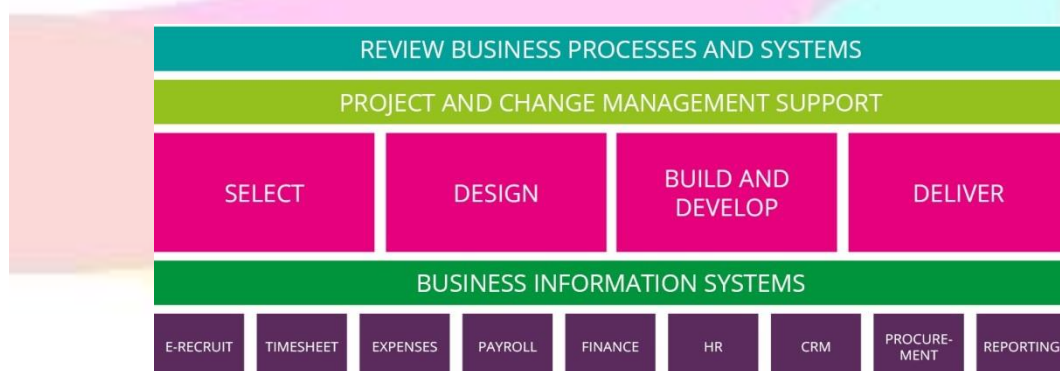 REVIEW BUSINESS PROCESSES AND SYSTEMS
PROJECT AND CHANGE MANAGEMENT SUPPORT
SELECT
DESIGN
BUILD AND
DEVELOP
DELIVER
BUSINESS INFORMATION SYSTEMS
E-RECRUIT
TIMESHEET
EXPENSES
PAYROLL
FINANCE
HR
CRM
PROCURE-
MENT
REPORTING